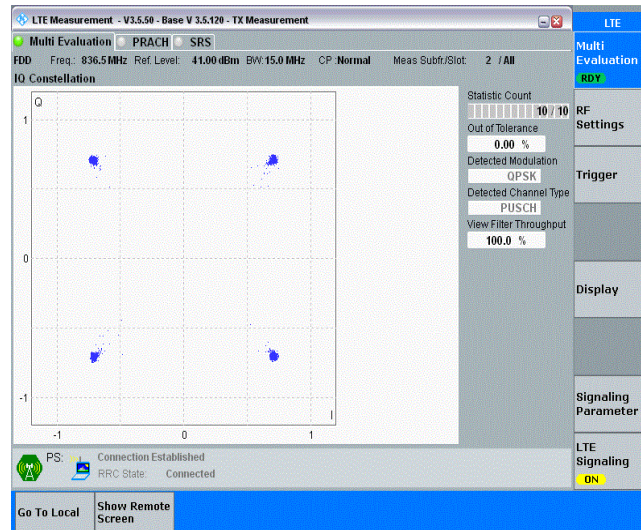 LTE Measurement - V3.5.50 - Base V 3.5.120 - TX Measurement
LTE
Multi Evaluation PRACH SRS
FDD Freq.: 836.5 MHz Ref. Level: 41.00 dBm BW: 15.0 MHz CP :Normal Meas Subfr./Slot: 2 / All
IQ Constellation
Q
1
0
-1
I
-1 0 1
Statistic Count
10 / 10
Out of Tolerance
0.00 %
Detected Modulation
QPSK
Detected Channel Type
PUSCH
View Filter Throughput
100.0 %
Multi
Evaluation
RDY
RF
Settings
Trigger
Display
Signaling
Parameter
LTE
Signaling
ON
PS: Connection Established
RRC State: Connected
Go To Local
Show Remote
Screen